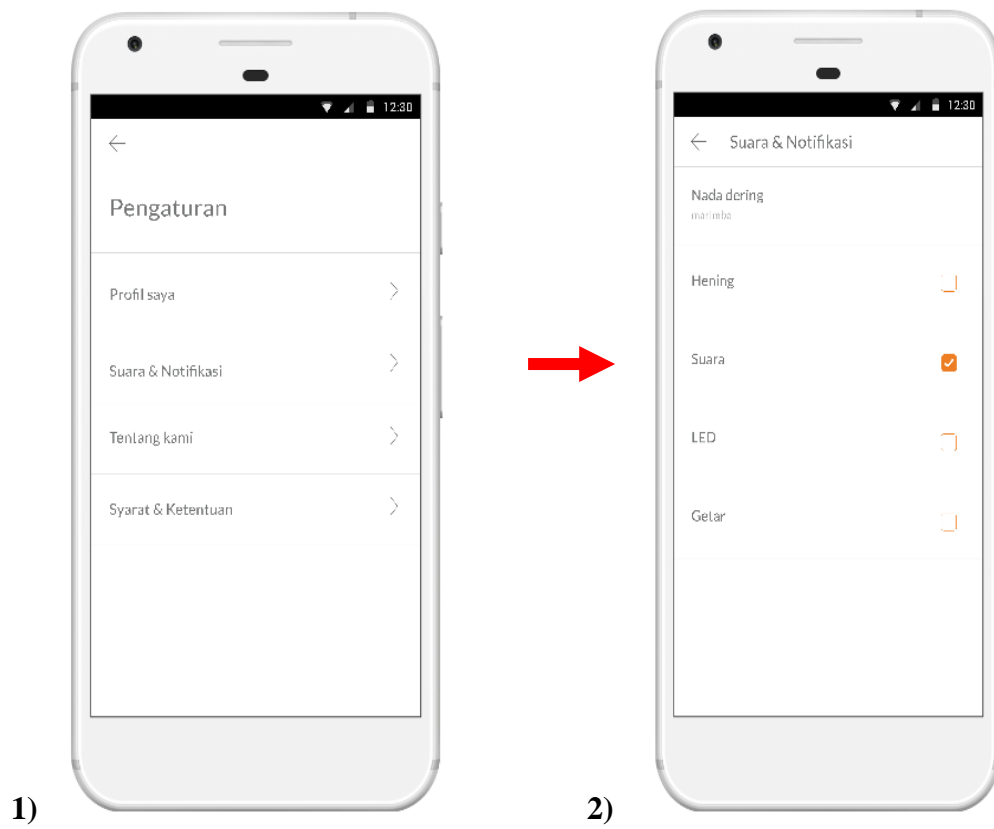 12:30
Pengaturan
Profil saya
Suara & Notifikasi
Tentang kami
Syarat & Ketentuan
1)
12:30
Suara & Notifikasi
Nada dering
marimba
Hening
Suara
LED
Getar
2)